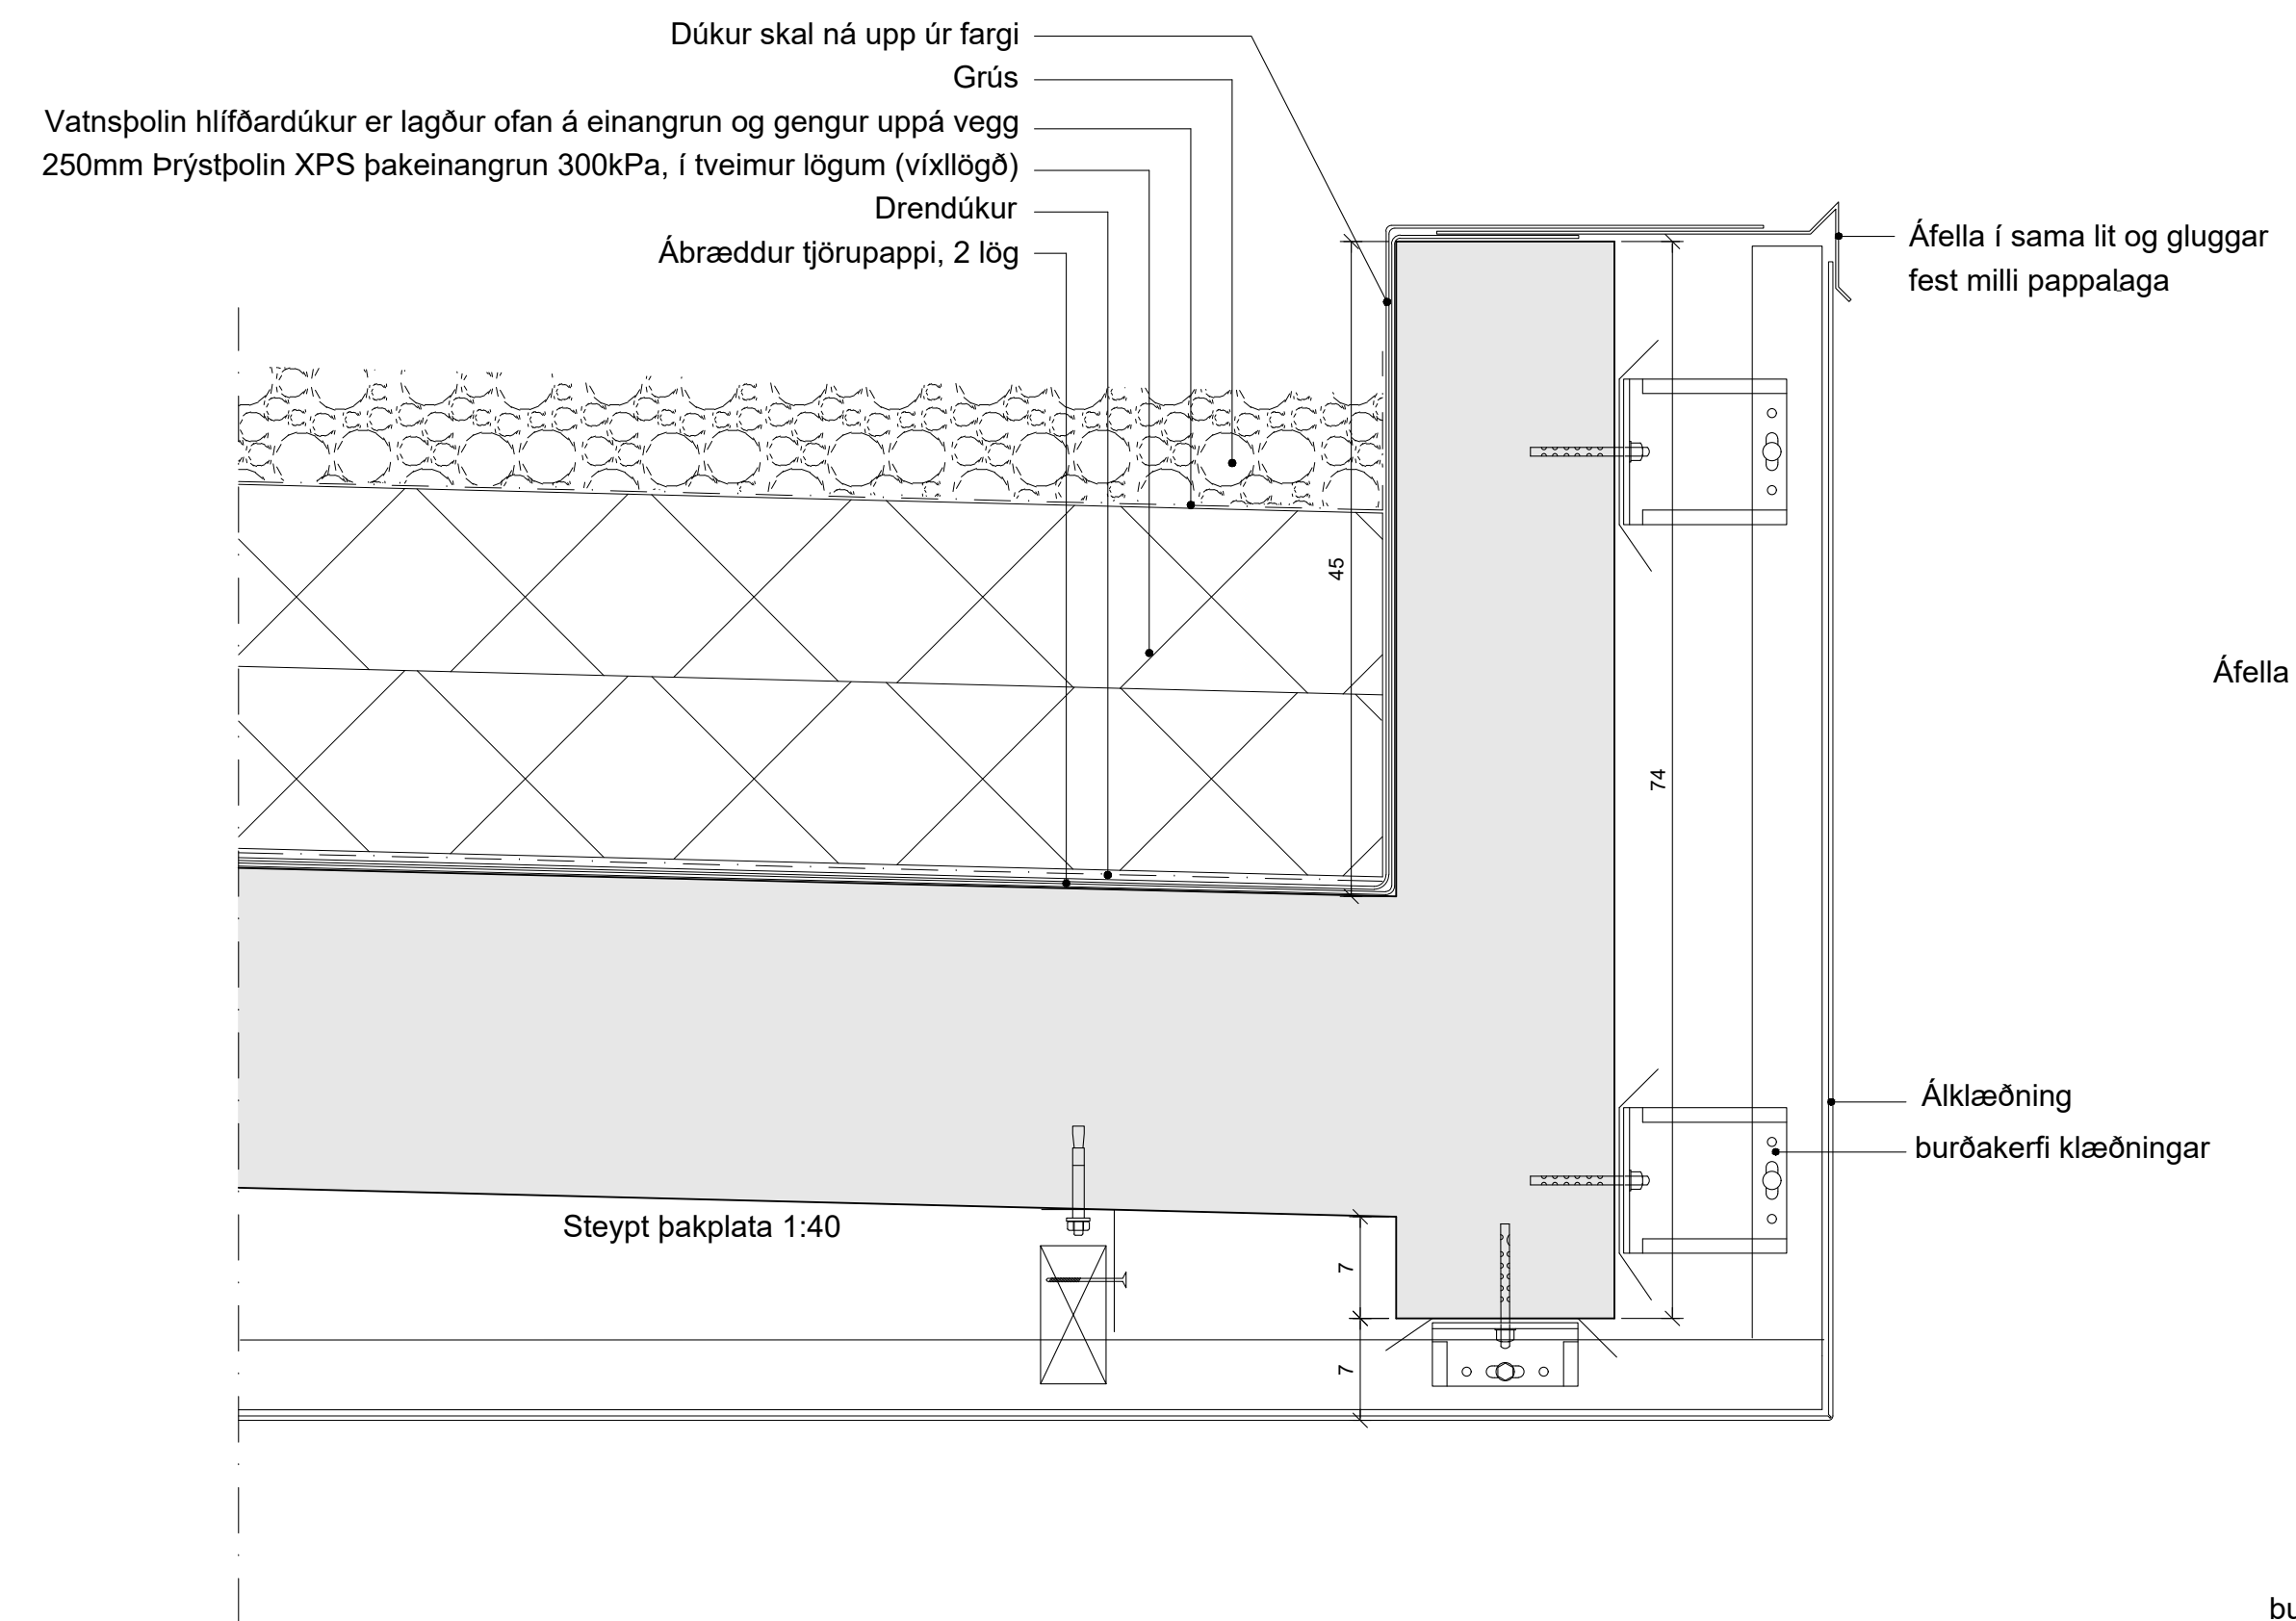 Dúkur skal ná upp úr fargi
Grús
Vatnsþolin hlífðardúkur er lagður ofan á einangrun og gengur uppá vegg
250mm Þrýstþolin XPS þakeinangrun 300kPa, í tveimur lögum (víxllögð)
Drendúkur
Ábræddur tjörupappi, 2 lög
Áfella í sama lit og gluggar
fest milli pappalaga
45
Áfella
74
Álklæðning
burðakerfi klæðningar
Steypt þakplata 1:40
7
7